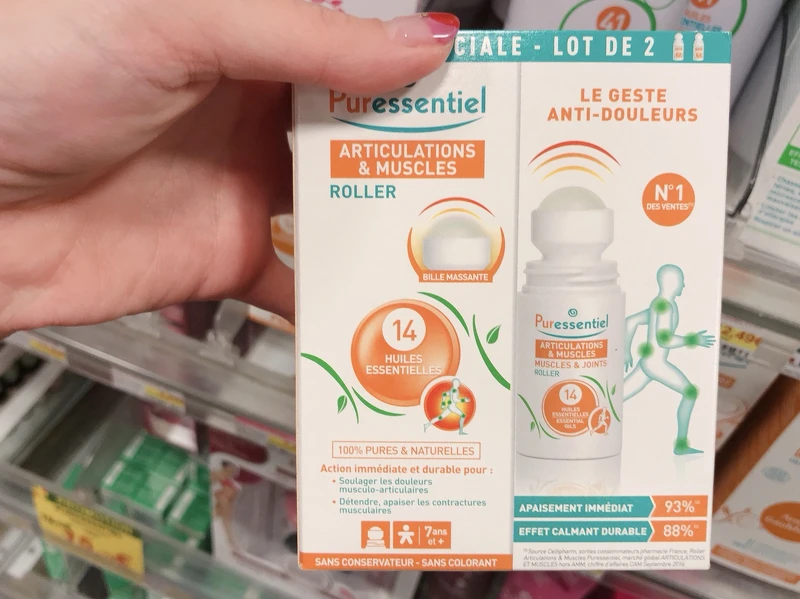 CIALE - LOT DE 2
Puressentiel
ARTICULATIONS
& MUSCLES
ROLLER
BILLE MASSANTE
14
HUILES
ESSENTIELLES
100% PURES & NATURELLES
Action immédiate et durable pour :
• Soulager les douleurs
musculo-articulaires
• Détendre, apaiser les contractures
musculaires
7 ans
et +
SANS CONSERVATEUR - SANS COLORANT
LE GESTE
ANTI-DOULEURS
N°1
DES VENTES
Puressentiel
ARTICULATIONS
& MUSCLES
MUSCLES & JOINTS
ROLLER
14
HUILES
ESSENTIELLES
ESSENTIAL
OILS
APAISEMENT IMMÉDIAT 93%
EFFET CALMANT DURABLE 88%
41